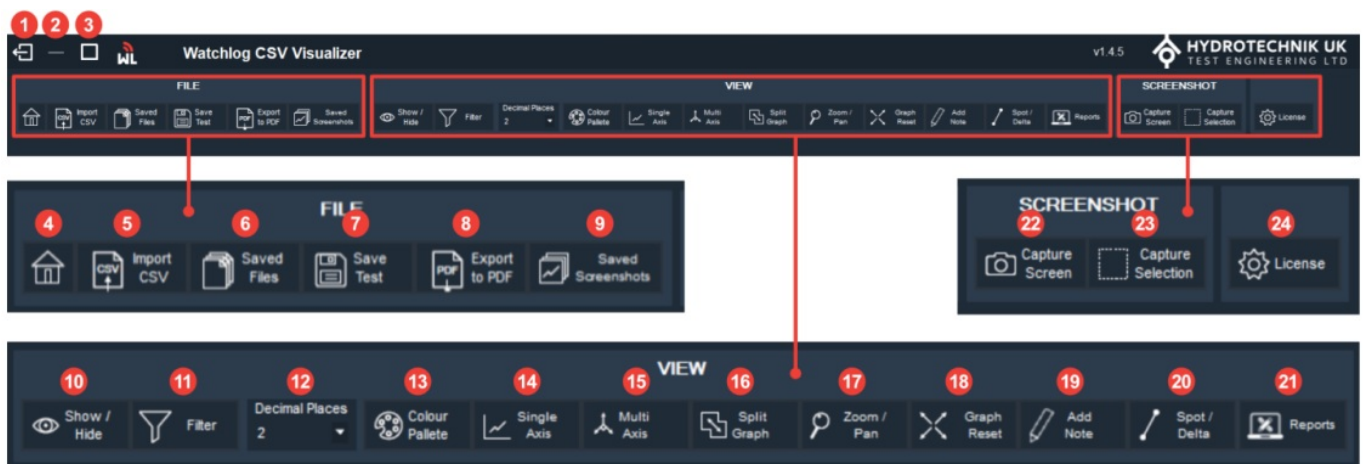 1 2 3
WL Watchlog CSV Visualizer v1.4.5 HYDROTECHNIK UK
TEST ENGINEERING LTD
FILE VIEW SCREENSHOT
Import CSV Saved Files Save Test Export to PDF Saved Screenshots Show / Hide Filter Decimal Places 2 Colour Pallete Single Axis Multi Axis Split Graph Zoom / Pan Graph Reset Add Note Spot / Delta Reports Capture Screen Capture Selection License
FILE
4 5 6 7 8 9
CSV Import CSV Saved Files Save Test PDF Export to PDF Saved Screenshots
SCREENSHOT
22 23 24
Capture Screen Capture Selection License
VIEW
10 11 12 13 14 15 16 17 18 19 20 21
Show / Hide Filter Decimal Places 2 Colour Pallete Single Axis Multi Axis Split Graph Zoom / Pan Graph Reset Add Note Spot / Delta Reports